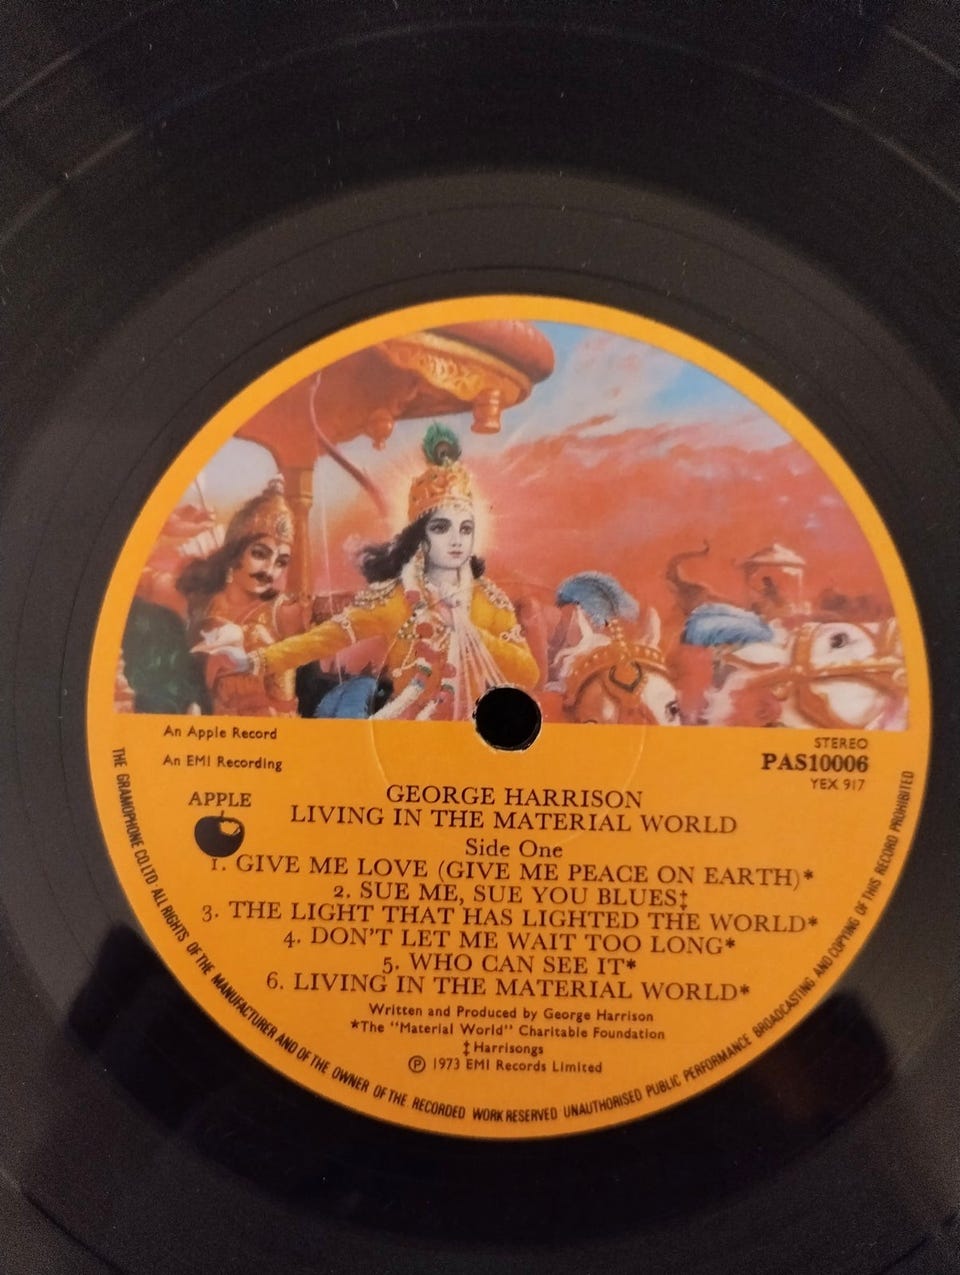 An Apple Record
An EMI Recording
APPLE
STEREO
PAS10006
YEX 917
GEORGE HARRISON
LIVING IN THE MATERIAL WORLD
Side One
1. GIVE ME LOVE (GIVE ME PEACE ON EARTH)*
2. SUE ME, SUE YOU BLUES‡
3. THE LIGHT THAT HAS LIGHTED THE WORLD*
4. DON'T LET ME WAIT TOO LONG*
5. WHO CAN SEE IT*
6. LIVING IN THE MATERIAL WORLD*
Written and Produced by George Harrison
*The "Material World" Charitable Foundation
‡Harrisongs
℗ 1973 EMI Records Limited
THE GRAMOPHONE CO. LTD ALL RIGHTS OF THE MANUFACTURER AND OF THE OWNER OF THE RECORDED WORK RESERVED UNAUTHORISED PUBLIC PERFORMANCE BROADCASTING AND COPYING OF THIS RECORD PROHIBITED